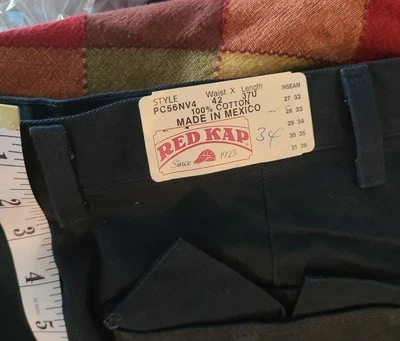 STYLE Waist X Length
PC56NV4 42 37U
100% COTTON
MADE IN MEXICO
RED KAP
Since 1923
34
INSEAM
27 32
28 33
29 34
30 35
31 36
1
2
3
4
5